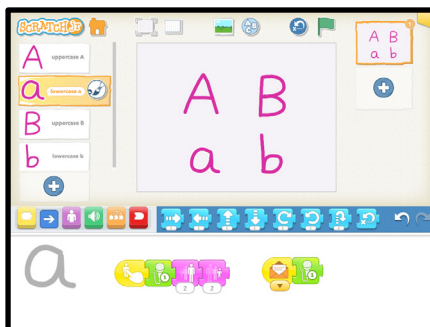 SCRATCHJR
A uppercase A
a lowercase a
B uppercase B
b lowercase b
A B
a b
A B
a b
a
2 2